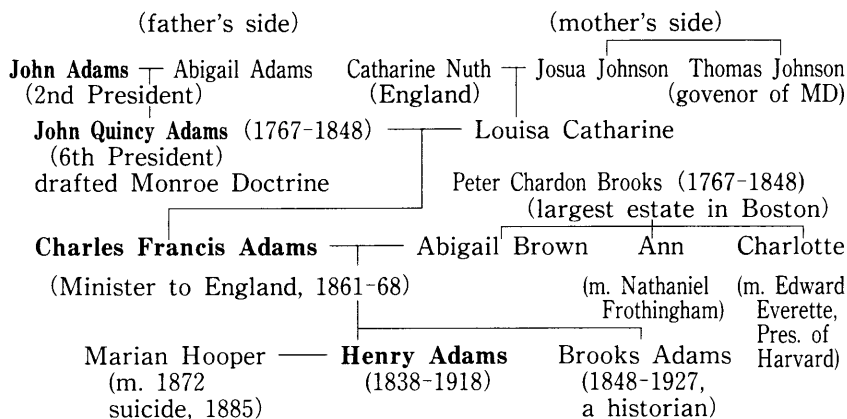 (father's side) (mother's side)
John Adams Abigail Adams Catharine Nuth Josua Johnson Thomas Johnson
(2nd President) (England) (govenor of MD)
John Quincy Adams (1767-1848) Louisa Catharine
(6th President)
drafted Monroe Doctrine Peter Chardon Brooks (1767-1848)
(largest estate in Boston)
Charles Francis Adams Abigail Brown Ann Charlotte
(Minister to England, 1861-68) (m. Nathaniel (m. Edward
Frothingham) Everette,
Pres. of
Marian Hooper Henry Adams Brooks Adams Harvard)
(m. 1872 (1838-1918) (1848-1927,
suicide, 1885) a historian)